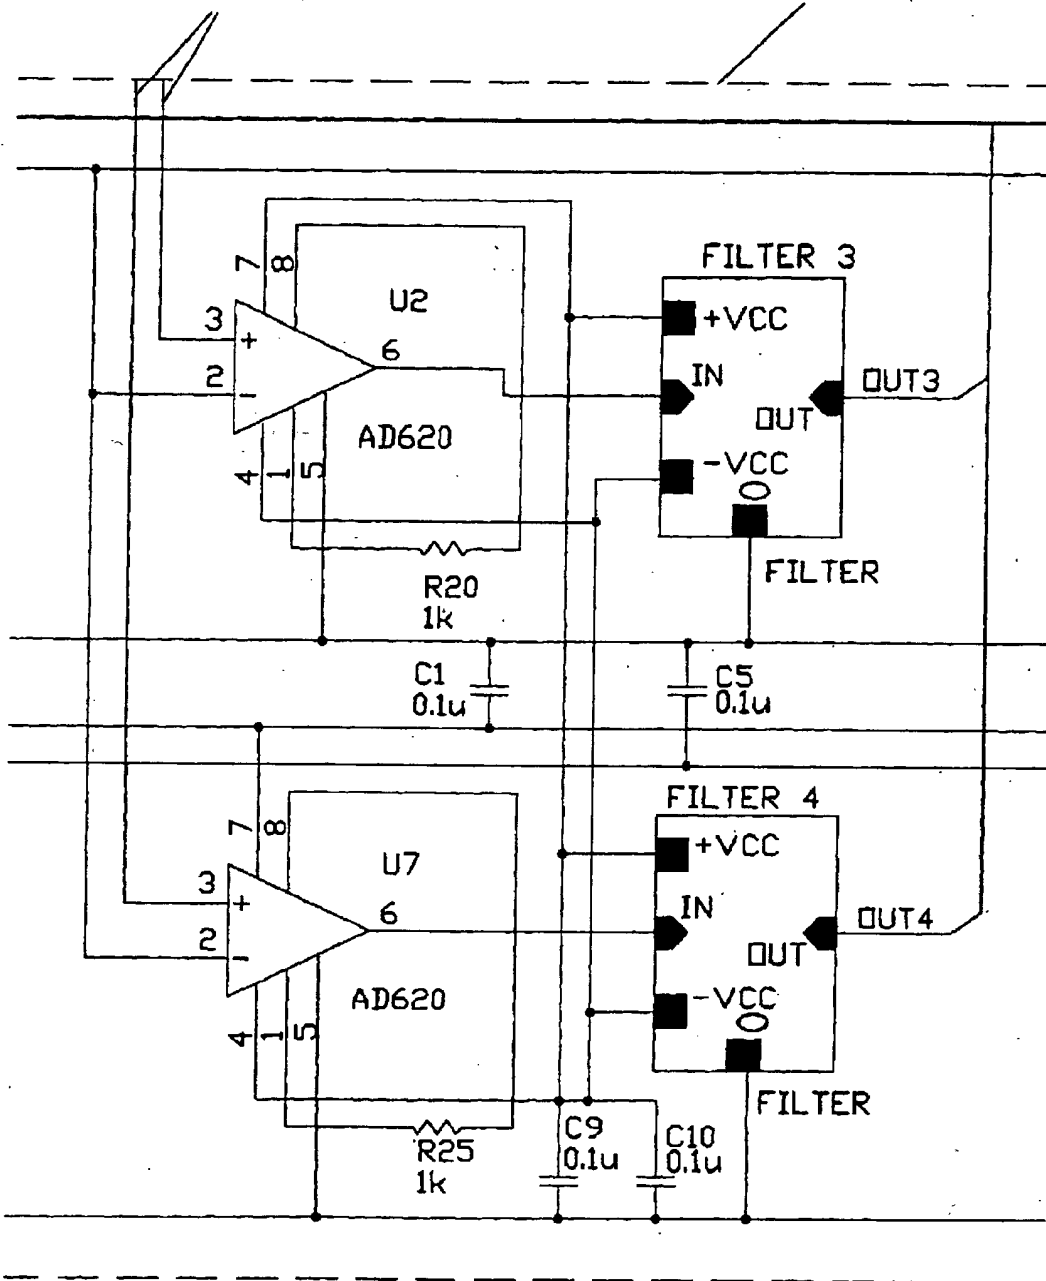 FILTER 3
7
8
U2
3
+
+VCC
6
2
-
IN
OUT3
OUT
AD620
4
1
5
-VCC
0
FILTER
R20
1k
C1
0.1u
C5
0.1u
FILTER 4
7
8
+VCC
U7
3
+
6
IN
2
-
OUT4
OUT
AD620
4
1
5
-VCC
0
FILTER
R25
1k
C9
0.1u
C10
0.1u